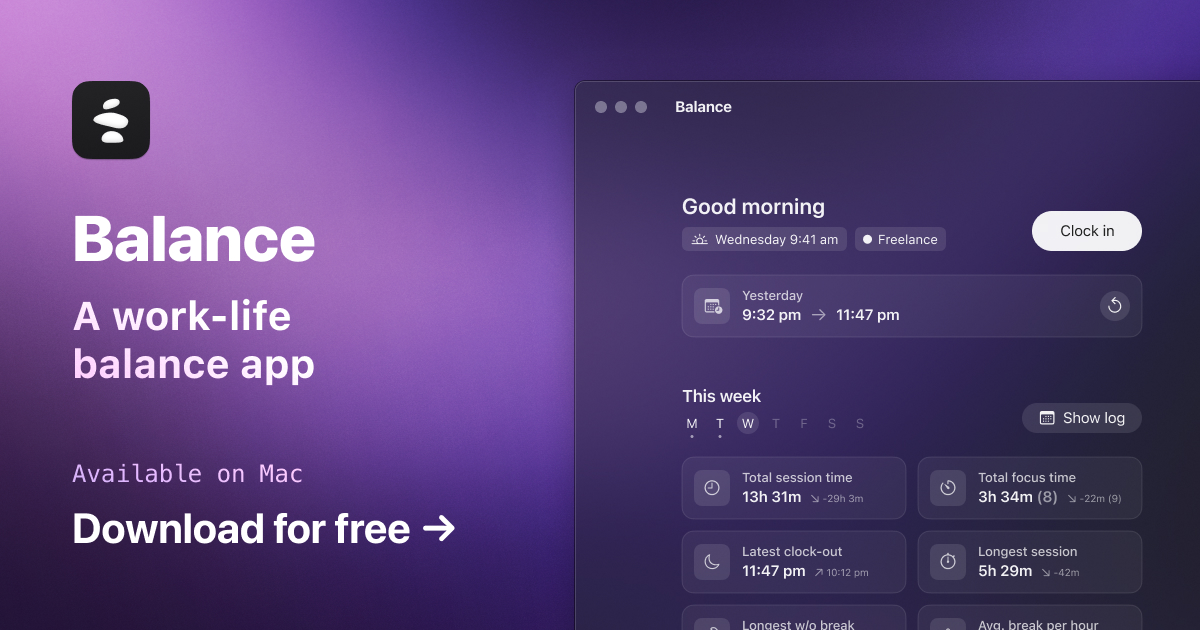 Balance
A work-life
balance app
Available on Mac
Download for free →
Balance
Good morning
Wednesday 9:41 am
Freelance
Clock in
Yesterday
9:32 pm → 11:47 pm
This week
M T W T F S S
Show log
Total session time
13h 31m ↘ -29h 3m
Total focus time
3h 34m (8) ↘ -22m (9)
Latest clock-out
11:47 pm ↗ 10:12 pm
Longest session
5h 29m ↘ -42m
Longest w/o break
Avg. break per hour